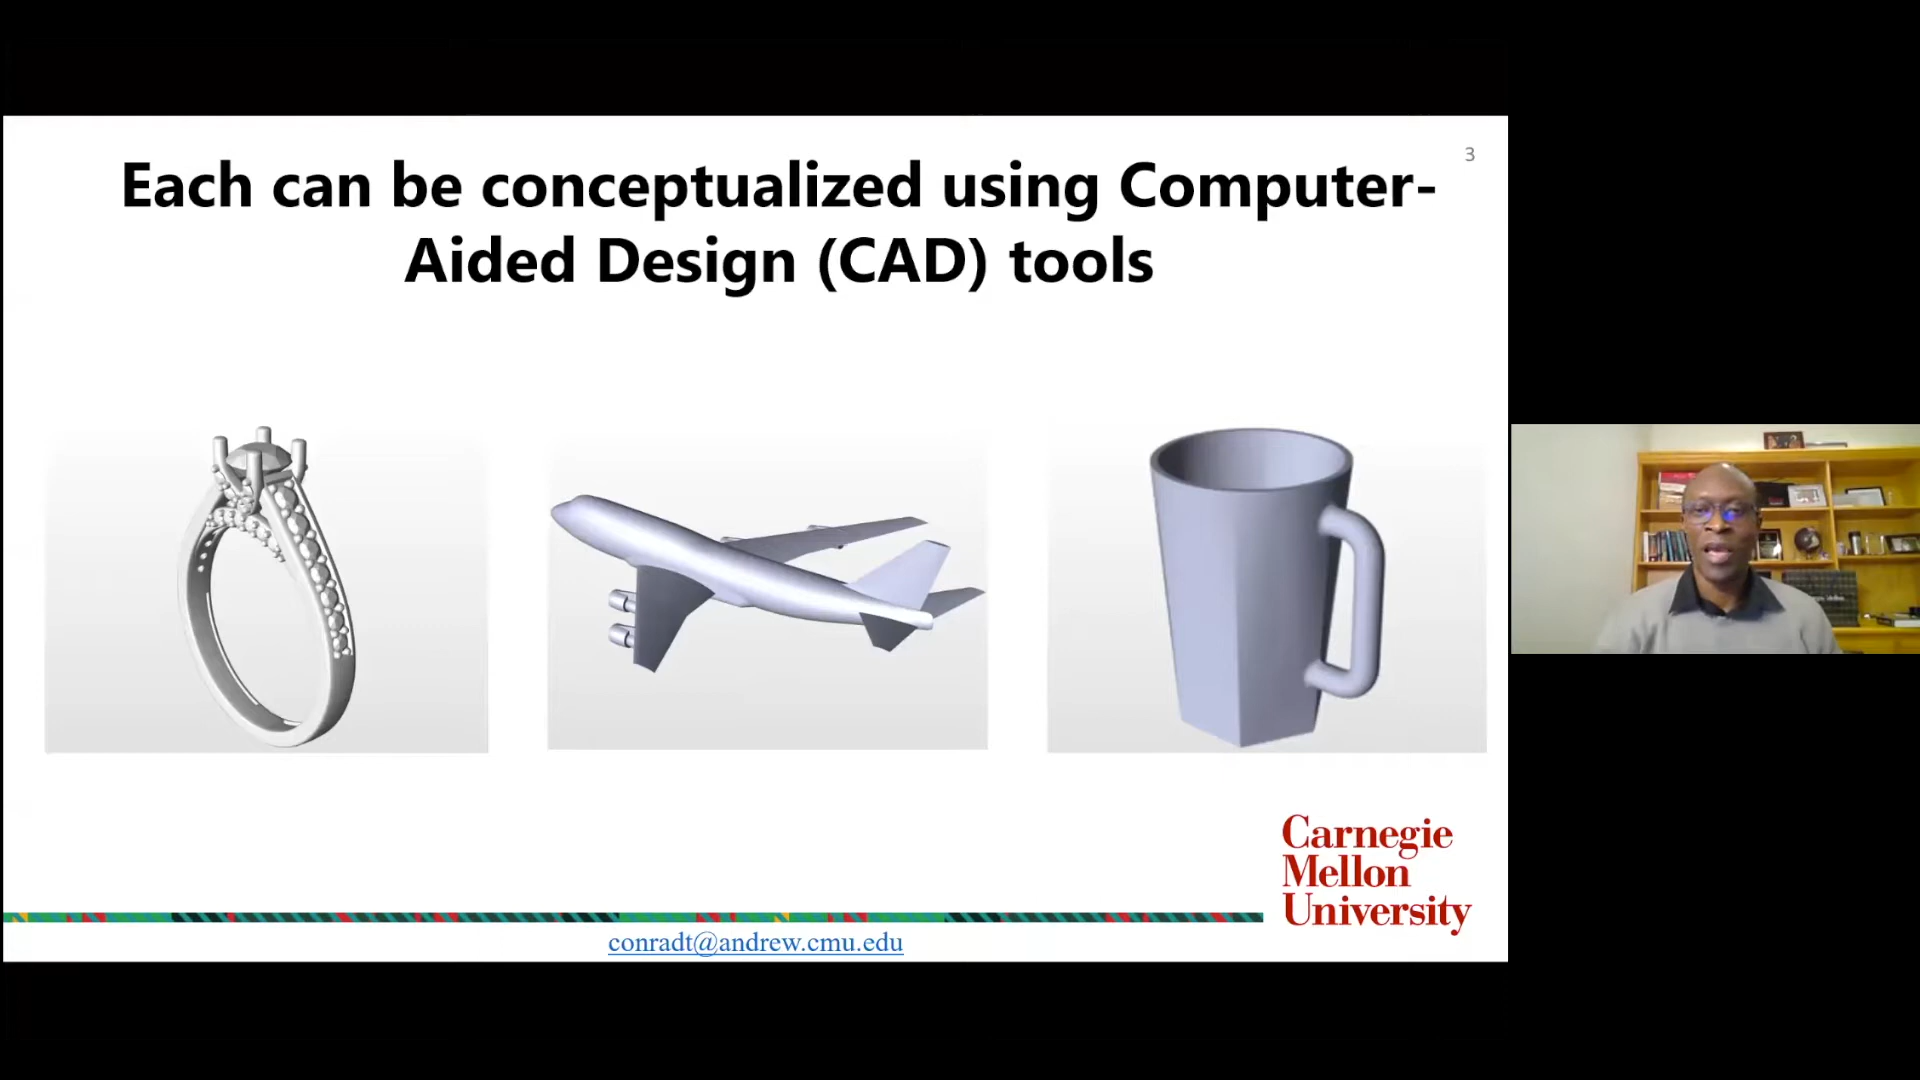 3
Each can be conceptualized using Computer-
Aided Design (CAD) tools
Carnegie
Mellon
University
conradt@andrew.cmu.edu